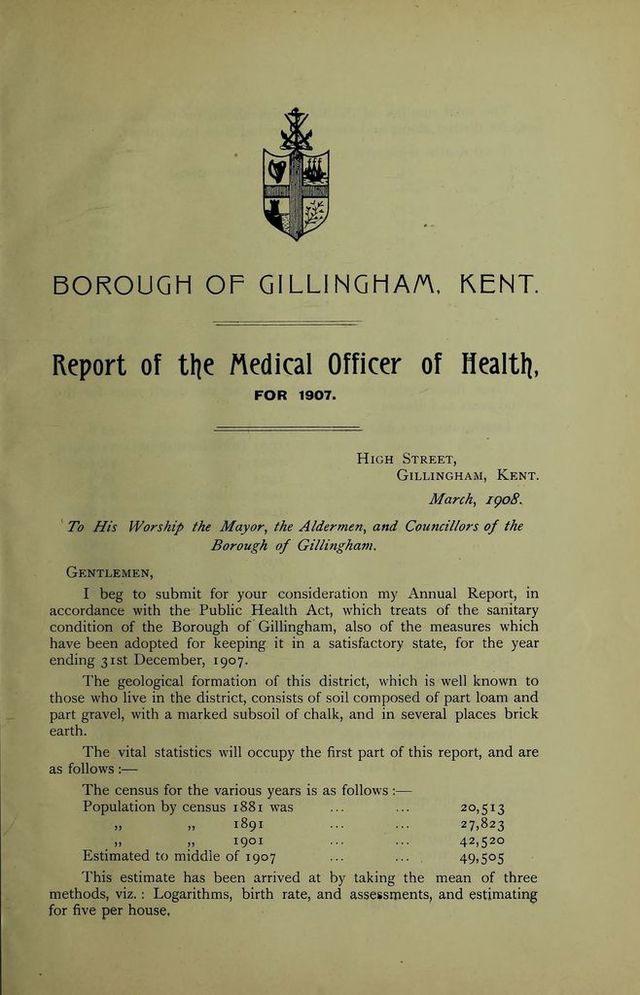 BOROUGH OF GILLINGHAM, KENT.
Report of the Medical Officer of Health,
FOR 1907.
HIGH STREET,
GILLINGHAM, KENT.
March, 1908.
To His Worship the Mayor, the Aldermen, and Councillors of the
Borough of Gillingham.
GENTLEMEN,
I beg to submit for your consideration my Annual Report, in
accordance with the Public Health Act, which treats of the sanitary
condition of the Borough of Gillingham, also of the measures which
have been adopted for keeping it in a satisfactory state, for the year
ending 31st December, 1907.
The geological formation of this district, which is well known to
those who live in the district, consists of soil composed of part loam and
part gravel, with a marked subsoil of chalk, and in several places brick
earth.
The vital statistics will occupy the first part of this report, and are
as follows :—
The census for the various years is as follows :—
Population by census 1881 was ... ... 20,513
„ „ 1891 ... ... 27,823
„ „ 1901 ... ... 42,520
Estimated to middle of 1907 ... ... 49,505
This estimate has been arrived at by taking the mean of three
methods, viz. : Logarithms, birth rate, and assessments, and estimating
for five per house.